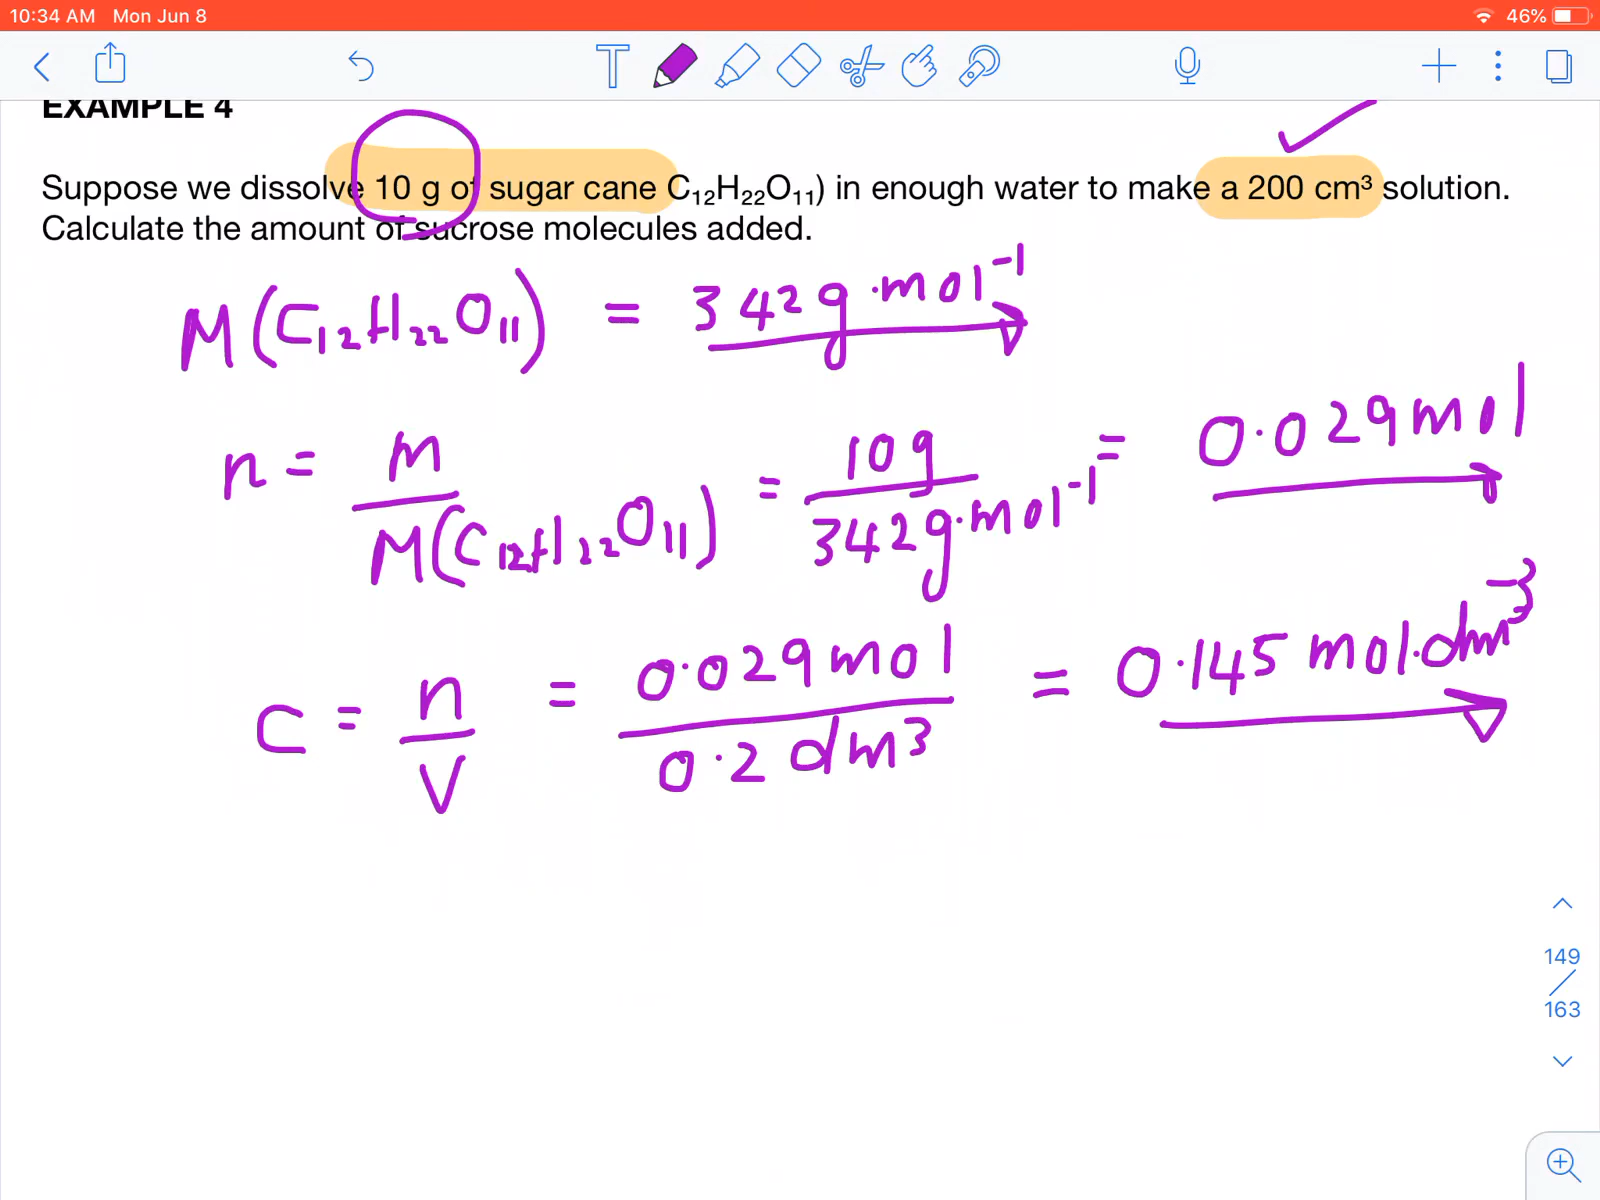 10:34 AM Mon Jun 8 46%
T
EXAMPLE 4
Suppose we dissolve 10 g of sugar cane C₁₂H₂₂O₁₁) in enough water to make a 200 cm³ solution.
Calculate the amount of sucrose molecules added.
M(C₁₂H₂₂O₁₁) = 342g·mol⁻¹
n = m / M(C₁₂H₂₂O₁₁) = 10g / 342g·mol⁻¹ = 0.029mol
c = n / V = 0.029mol / 0.2 dm³ = 0.145 mol·dm⁻³
149
/
163